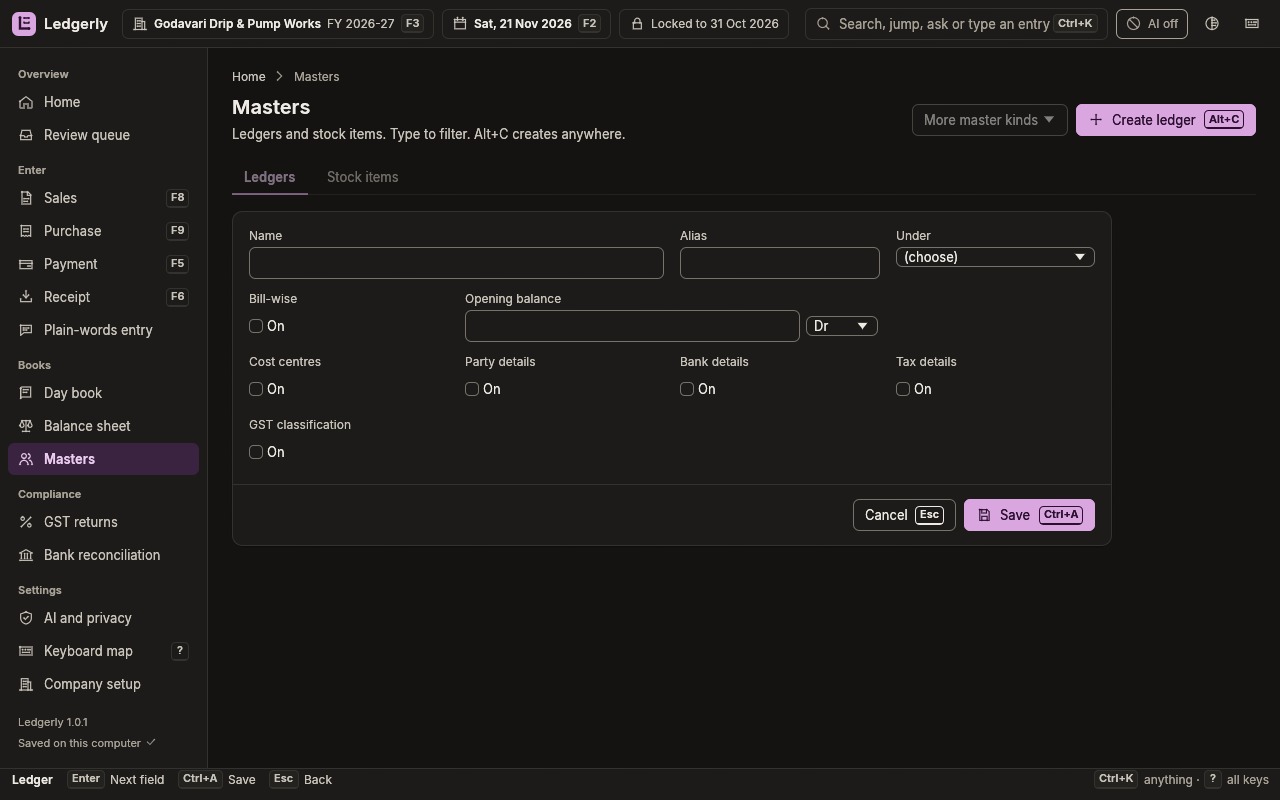 Ledgerly
Godavari Drip & Pump Works FY 2026-27 F3
Sat, 21 Nov 2026 F2
Locked to 31 Oct 2026
Search, jump, ask or type an entry Ctrl+K
AI off
Overview
Home
Review queue
Enter
Sales F8
Purchase F9
Payment F5
Receipt F6
Plain-words entry
Books
Day book
Balance sheet
Masters
Compliance
GST returns
Bank reconciliation
Settings
AI and privacy
Keyboard map ?
Company setup
Ledgerly 1.0.1
Saved on this computer
Home Masters
Masters
Ledgers and stock items. Type to filter. Alt+C creates anywhere.
More master kinds
Create ledger Alt+C
Ledgers Stock items
Name Alias Under
(choose)
Bill-wise Opening balance
On Dr
Cost centres Party details Bank details Tax details
On On On On
GST classification
On
Cancel Esc Save Ctrl+A
Ledger Enter Next field Ctrl+A Save Esc Back
Ctrl+K anything · ? all keys